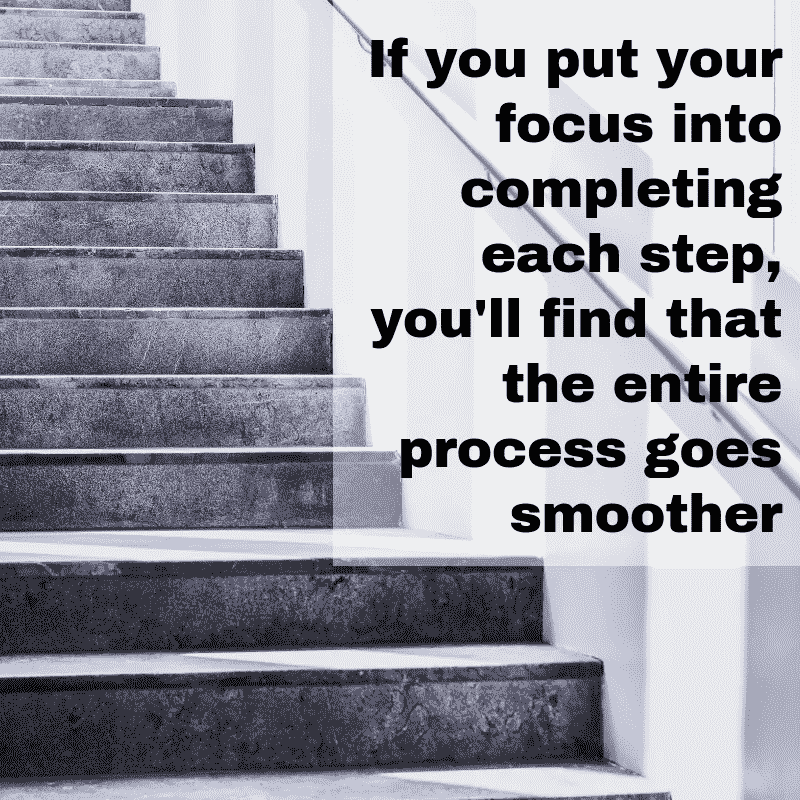 If you put your
focus into
completing
each step,
you'll find that
the entire
process goes
smoother